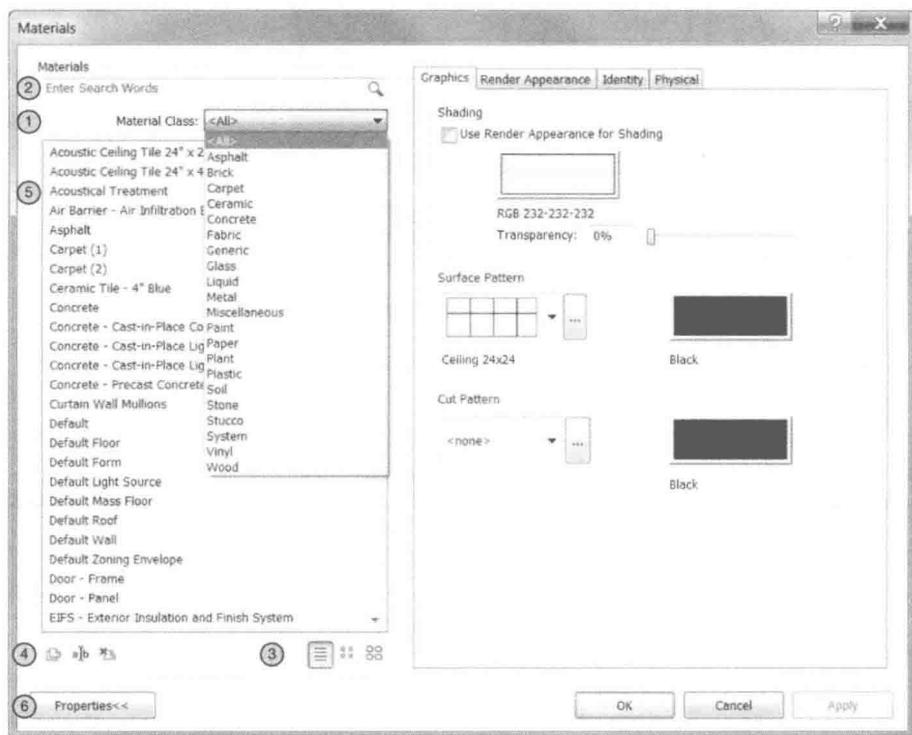 Materials
Materials
2 Enter Search Words
1 Material Class: <All>
<All>
Asphalt
Brick
Carpet
Ceramic
Concrete
Fabric
Generic
Glass
Liquid
Metal
Miscellaneous
Paint
Paper
Plant
Plastic
Soil
Stone
Stucco
System
Vinyl
Wood
Acoustic Ceiling Tile 24" x 2
Acoustic Ceiling Tile 24" x 4
5 Acoustical Treatment
Air Barrier - Air Infiltration
Asphalt
Carpet (1)
Carpet (2)
Ceramic Tile - 4" Blue
Concrete
Concrete - Cast-in-Place Co
Concrete - Cast-in-Place Lig
Concrete - Cast-in-Place Lig
Concrete - Precast Concrete
Curtain Wall Mullions
Default
Default Floor
Default Form
Default Light Source
Default Mass Floor
Default Roof
Default Wall
Default Zoning Envelope
Door - Frame
Door - Panel
EIFS - Exterior Insulation and Finish System
4 a b 3
6 Properties<<
Graphics Render Appearance Identity Physical
Shading
Use Render Appearance for Shading
RGB 232-232-232
Transparency: 0%
Surface Pattern
...
Ceiling 24x24 Black
Cut Pattern
<none> ...
Black
OK Cancel Apply